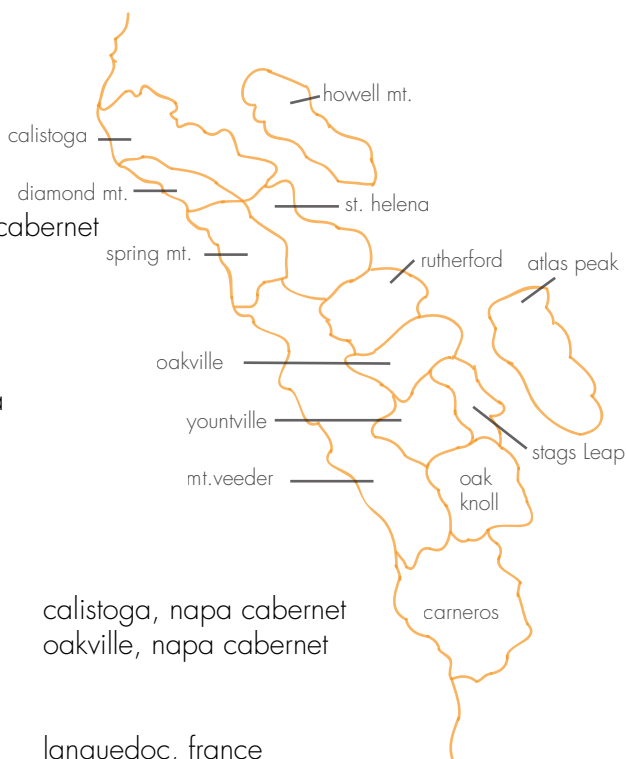 howell mt.
calistoga
diamond mt.
st. helena
cabernet
spring mt.
rutherford
atlas peak
oakville
yountville
stags Leap
mt.veeder
oak
knoll
calistoga, napa cabernet
carneros
oakville, napa cabernet
languedoc, france